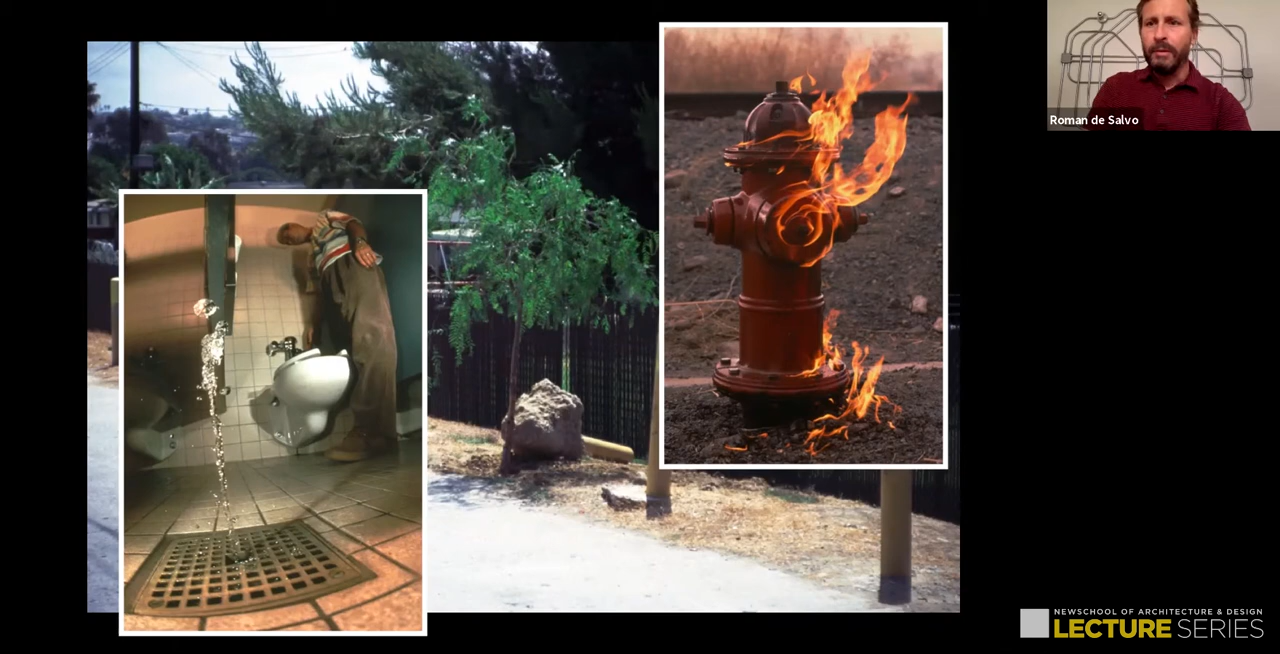 Roman de Salvo
NEWSCHOOL OF ARCHITECTURE & DESIGN
LECTURE SERIES